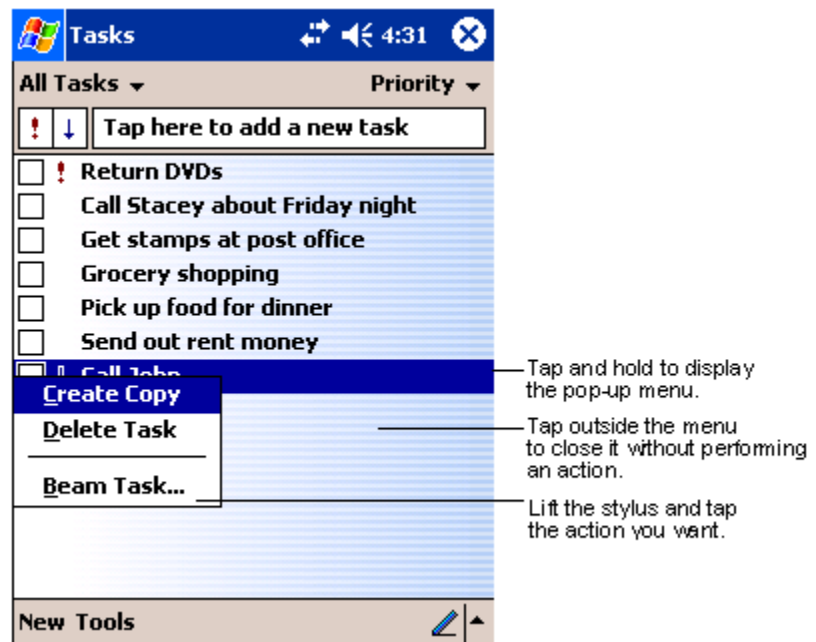 Tasks 4:31
All Tasks Priority
Tap here to add a new task
Return DVDs
Call Stacey about Friday night
Get stamps at post office
Grocery shopping
Pick up food for dinner
Send out rent money
Call John
Create Copy
Delete Task
Beam Task...
Tap and hold to display
the pop-up menu.
Tap outside the menu
to close it without performing
an action.
Lift the stylus and tap
the action you want.
New Tools